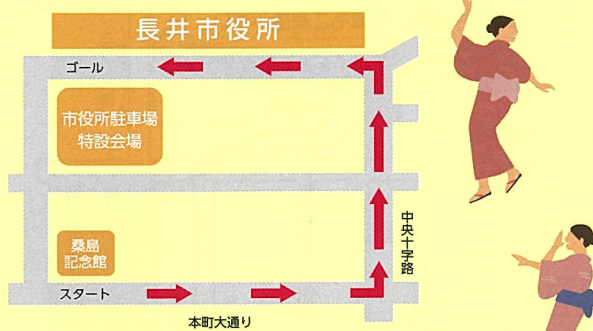 長井市役所
ゴール
市役所駐車場
特設会場
中央十字路
桑島
記念館
スタート
本町大通り